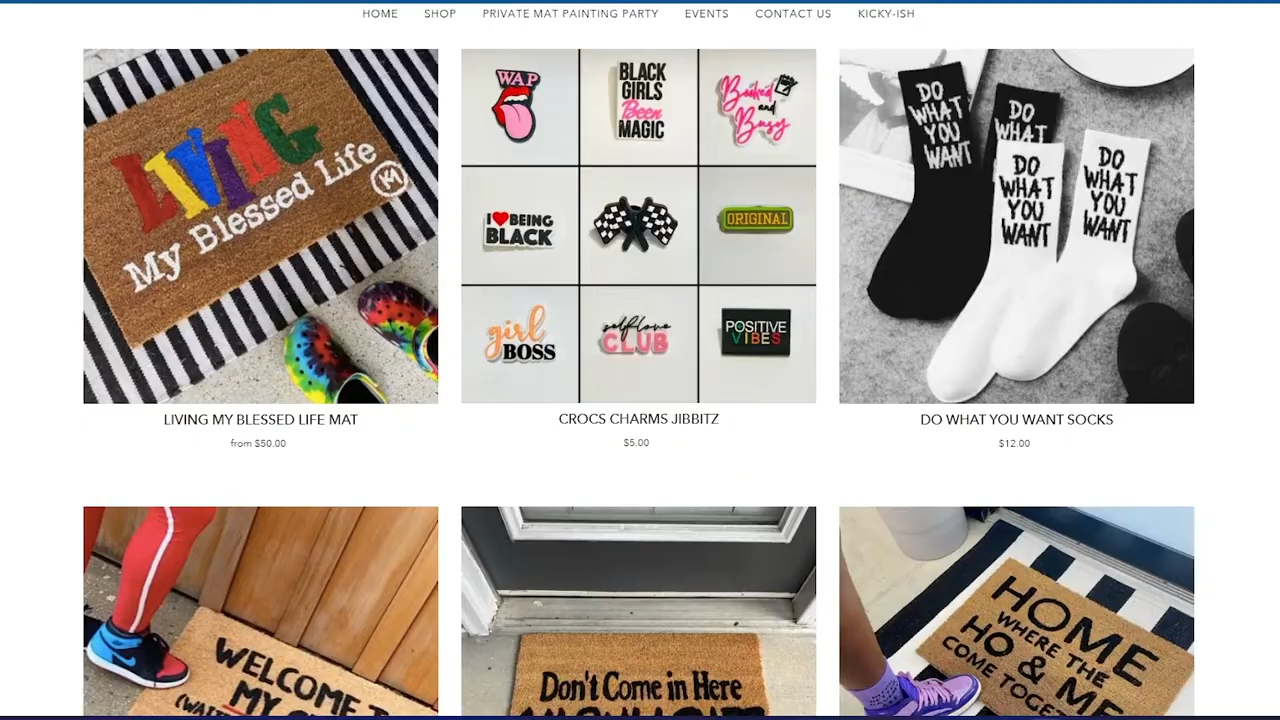 HOME SHOP PRIVATE MAT PAINTING PARTY EVENTS CONTACT US KICKY-ISH
LIVING
My Blessed Life
KM
WAP
BLACK
GIRLS
Been
MAGIC
Booked
and
Busy
I BEING
BLACK
ORIGINAL
girl
BOSS
self love
CLUB
POSITIVE
VIBES
DO
WHAT
YOU
WANT
DO
WHAT
DO
WHAT
YOU
WANT
DO
WHAT
YOU
WANT
LIVING MY BLESSED LIFE MAT
from $50.00
CROCS CHARMS JIBBITZ
$5.00
DO WHAT YOU WANT SOCKS
$12.00
WELCOME
MY
Don't Come in Here
HOME
WHERE THE
HO & ME
COME